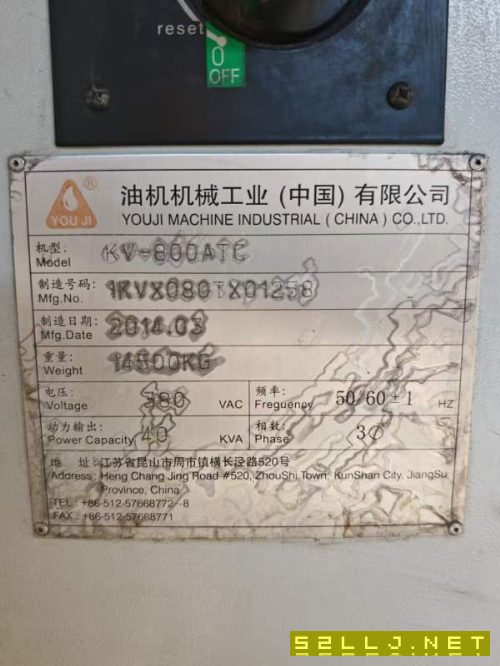 reset
0
OFF
YOU JI ®
油机机械工业 (中国) 有限公司
YOUJI MACHINE INDUSTRIAL ( CHINA ) CO.,LTD.
机型:
Model KV-800ATC
制造号码:
Mfg.No. 1KVX080TX01258
制造日期:
Mfg.Date 2014.03
重量:
Weight 14500KG
电压: 频率:
Voltage 380 VAC Freguency 50/60±1 HZ
动力输出: 相数:
Power Capacity 40 KVA Phase 3∅
地 址:江苏省昆山市周市镇横长泾路520号
Address: Heng Chang Jing Road #520, ZhouShi Town, KunShan City, JiangSu
Province, China
TEL : +86-512-57668772--8
FAX : +86-512-57668771
52LLJ.NET